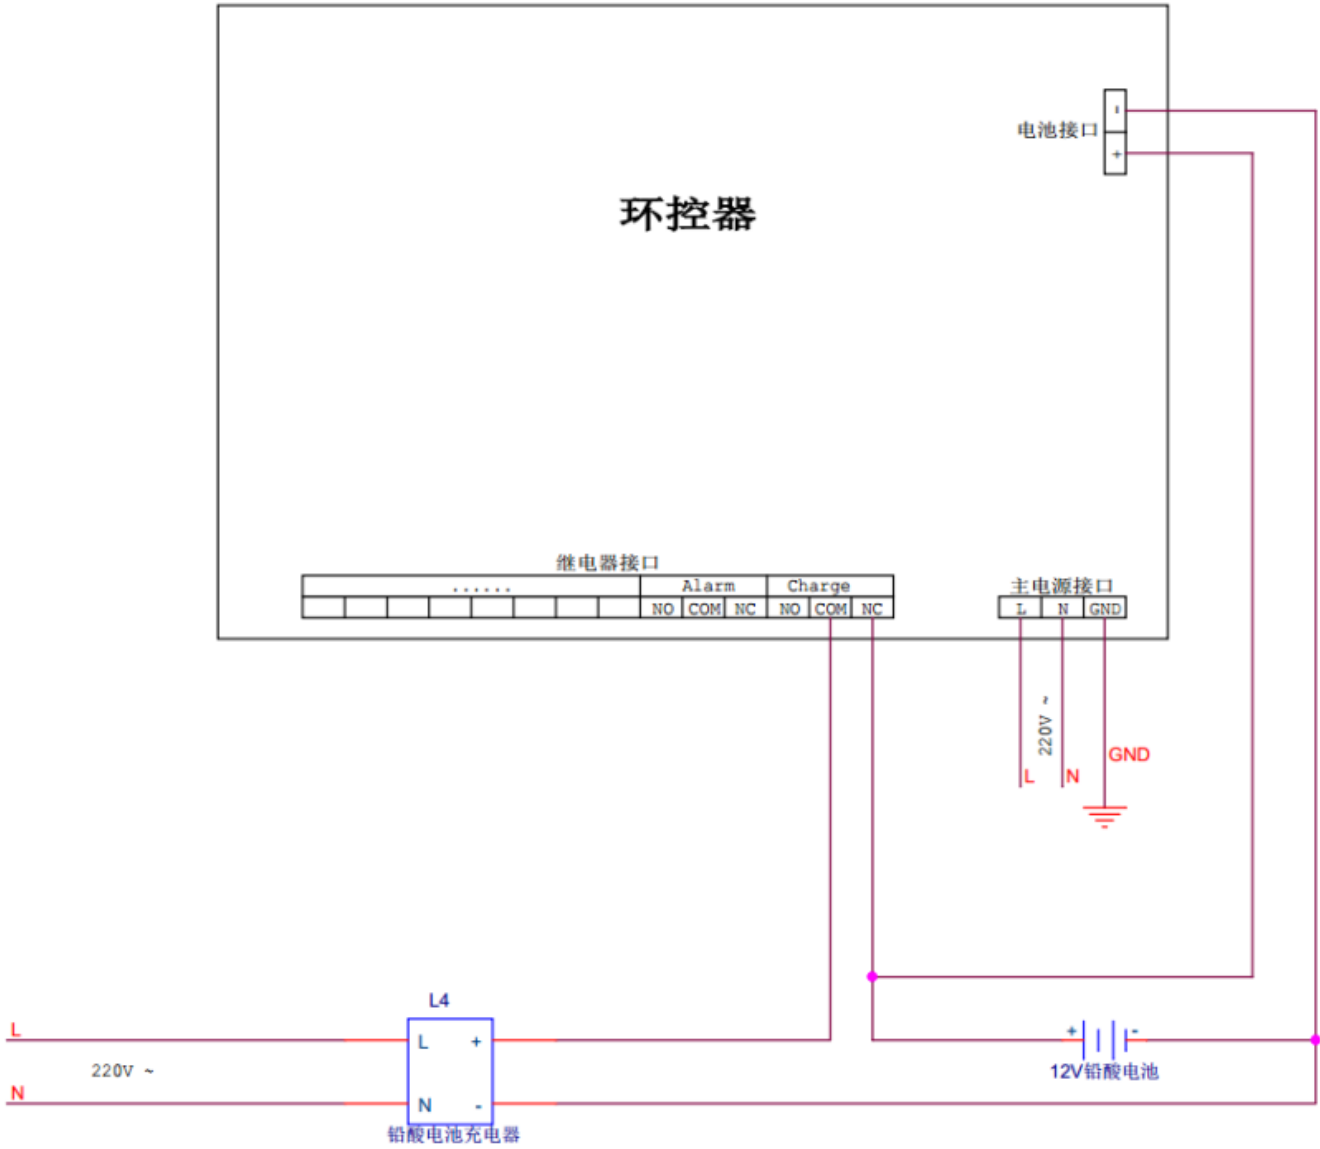 -
电池接口
+
环控器
继电器接口
......
Alarm
Charge
NO COM NC NO COM NC
主电源接口
L N GND
220V ~
L
N
GND
L4
L
220V ~
N
L +
N -
铅酸电池充电器
+ -
12V铅酸电池